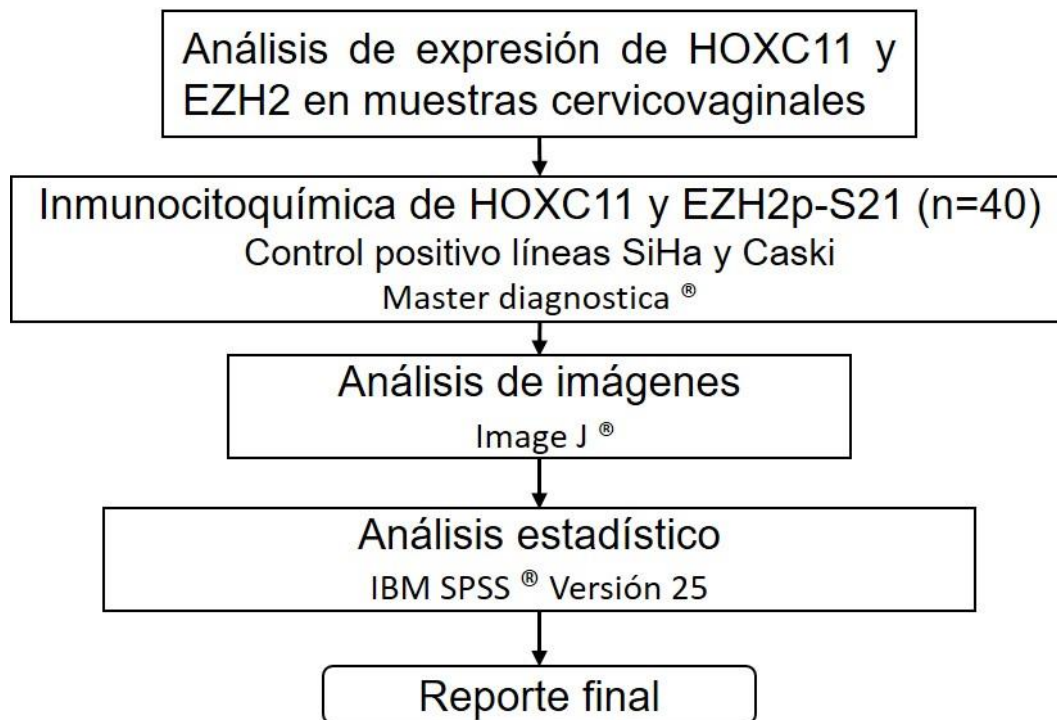 Análisis de expresión de HOXC11 y
EZH2 en muestras cervicovaginales
Inmunocitoquímica de HOXC11 y EZH2p-S21 (n=40)
Control positivo líneas SiHa y Caski
Master diagnostica ®
Análisis de imágenes
Image J ®
Análisis estadístico
IBM SPSS ® Versión 25
Reporte final